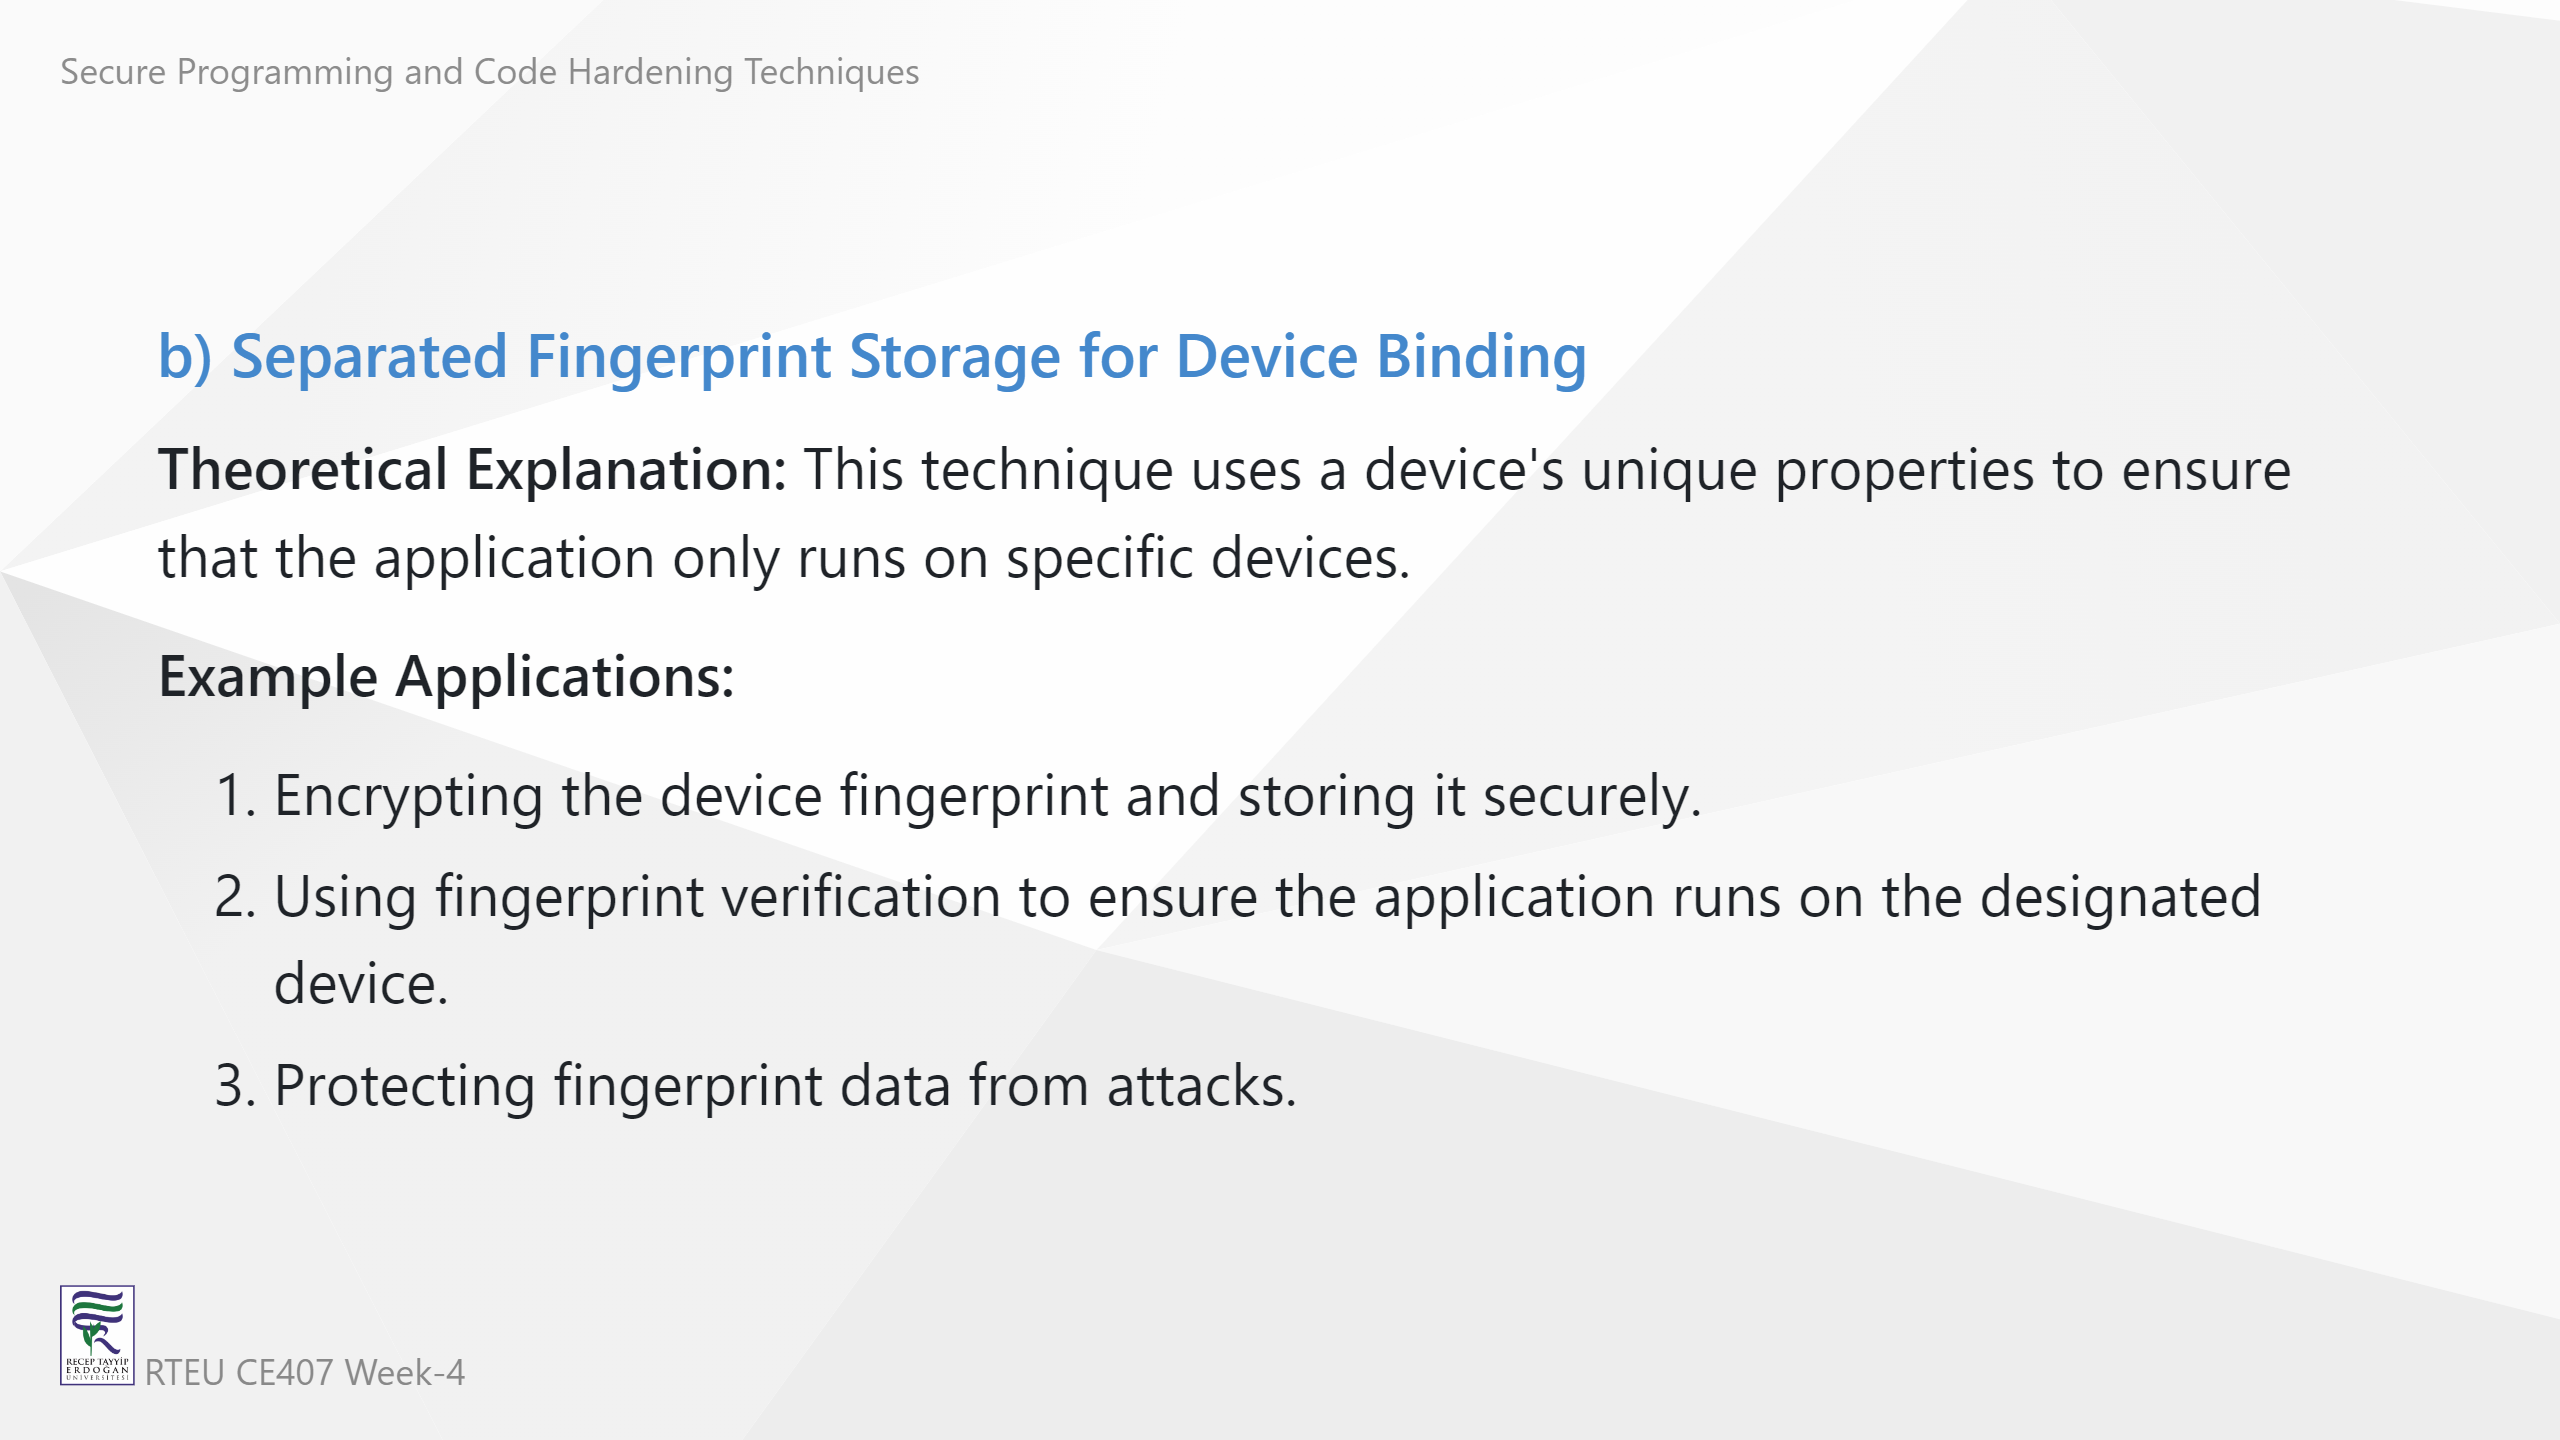 Secure Programming and Code Hardening Techniques
b) Separated Fingerprint Storage for Device Binding
Theoretical Explanation: This technique uses a device's unique properties to ensure
that the application only runs on specific devices.
Example Applications:
1. Encrypting the device fingerprint and storing it securely.
2. Using fingerprint verification to ensure the application runs on the designated
device.
3. Protecting fingerprint data from attacks.
RECEP TAYYİP
ERDOĞAN
ÜNİVERSİTESİ
RTEU CE407 Week-4